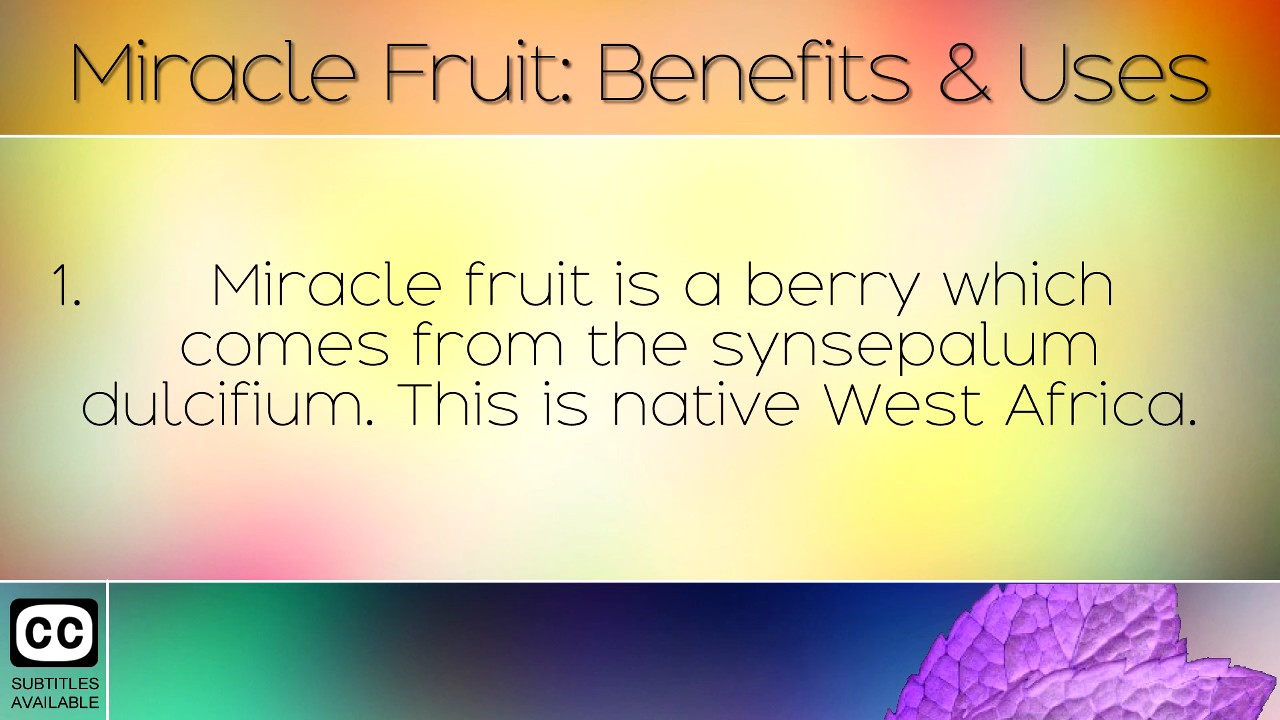 Miracle Fruit: Benefits & Uses
1. Miracle fruit is a berry which
comes from the synsepalum
dulcifium. This is native West Africa.
CC
SUBTITLES
AVAILABLE